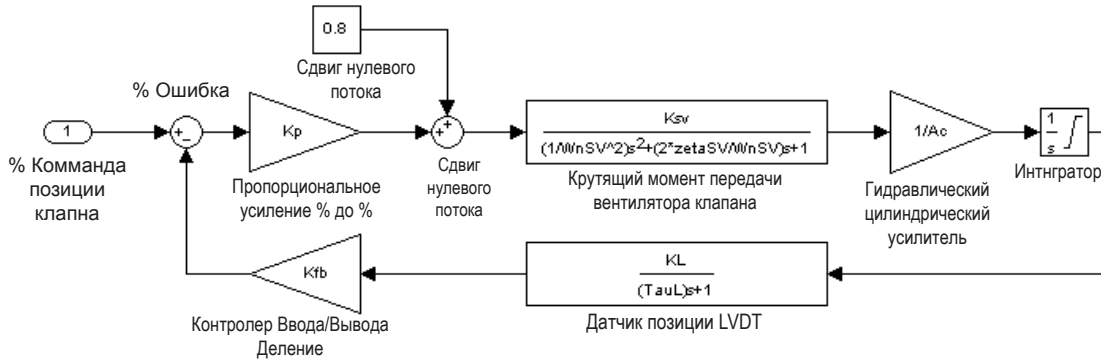 0.8
Сдвиг нулевого
потока
% Ошибка
1
% Комманда
позиции
клапна
+
−
Kp
Пропорциональное
усиление % до %
+
+
Сдвиг
нулевого
потока
Ksv
(1/WnSV^2)s²+(2*zetaSV/WnSV)s+1
Крутящий момент передачи
вентилятора клапана
1/Ac
Гидравлический
цилиндрический
усилитель
1
s
Интнгратор
Kfb
Контролер Ввода/Вывода
Деление
KL
(TauL)s+1
Датчик позиции LVDT